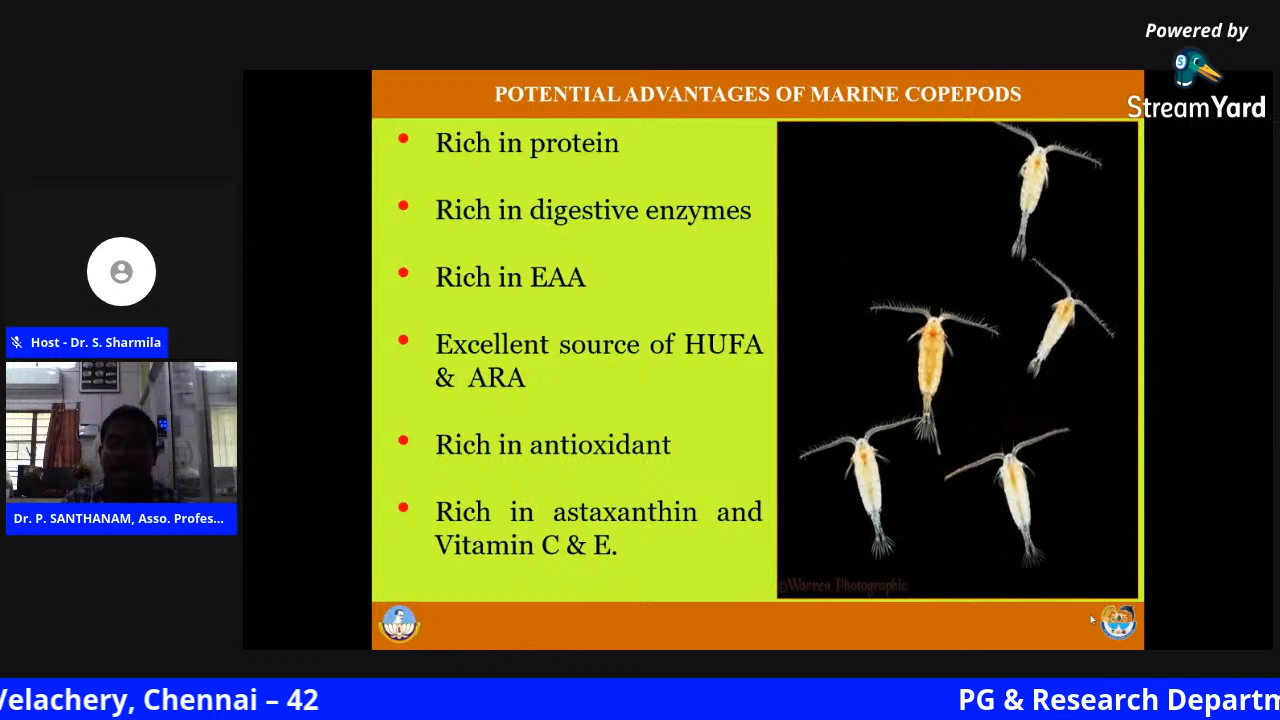 Powered by
StreamYard
POTENTIAL ADVANTAGES OF MARINE COPEPODS
• Rich in protein
• Rich in digestive enzymes
• Rich in EAA
• Excellent source of HUFA
& ARA
• Rich in antioxidant
• Rich in astaxanthin and
Vitamin C & E.
©Warren Photographic
Host - Dr. S. Sharmila
Dr. P. SANTHANAM, Asso. Profes...
Velachery, Chennai – 42
PG & Research Departm